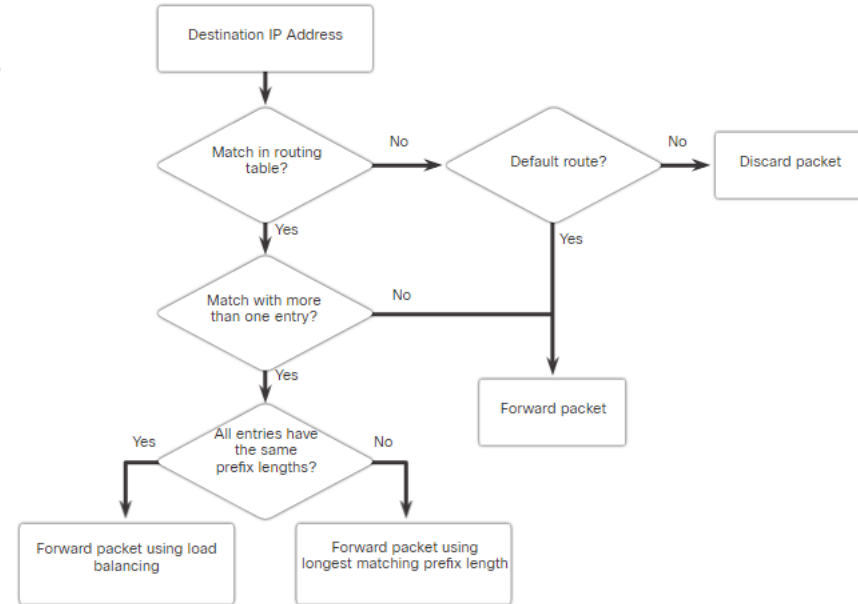 Destination IP Address
Match in routing
table?
No
Default route?
No
Discard packet
Yes
Yes
Match with more
than one entry?
No
Yes
Forward packet
Yes
All entries have
the same
prefix lengths?
No
Forward packet using load
balancing
Forward packet using
longest matching prefix length